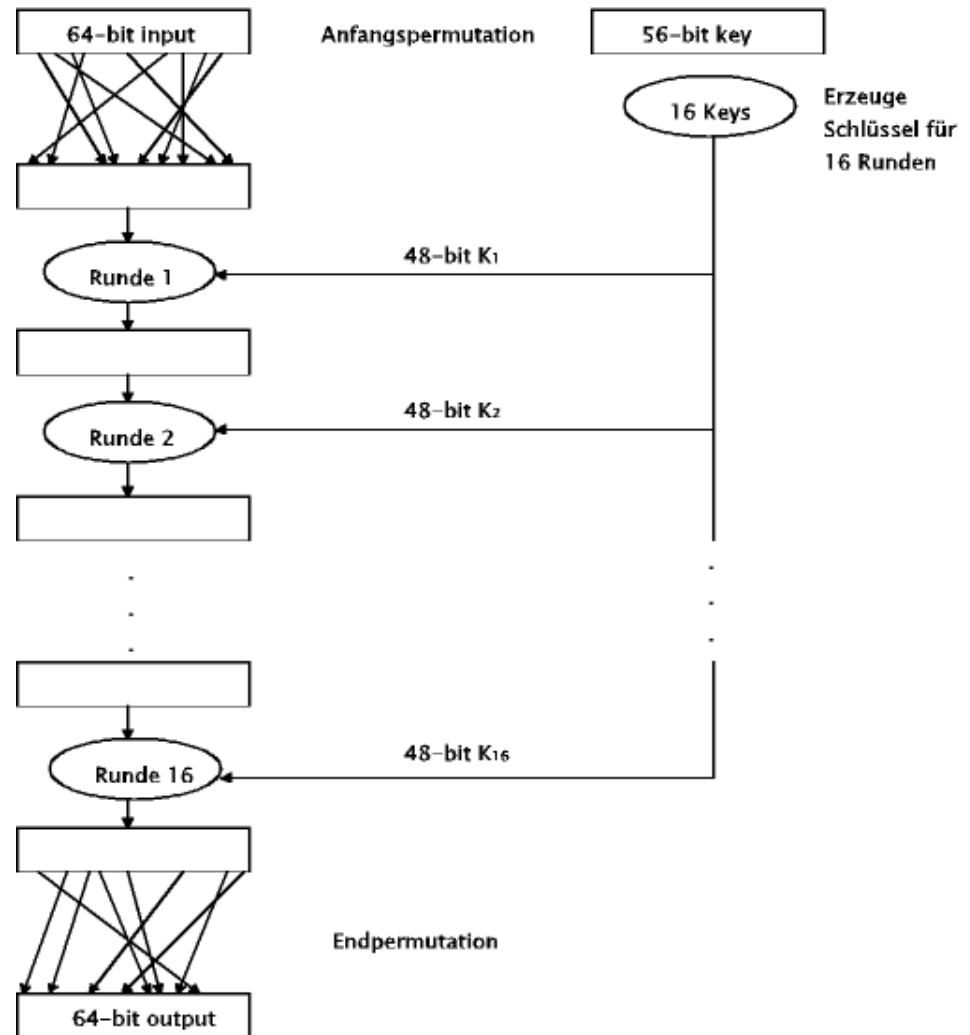 64-bit input
Anfangspermutation
56-bit key
16 Keys
Erzeuge
Schlüssel für
16 Runden
48-bit K₁
Runde 1
48-bit K₂
Runde 2
48-bit K₁₆
Runde 16
Endpermutation
64-bit output